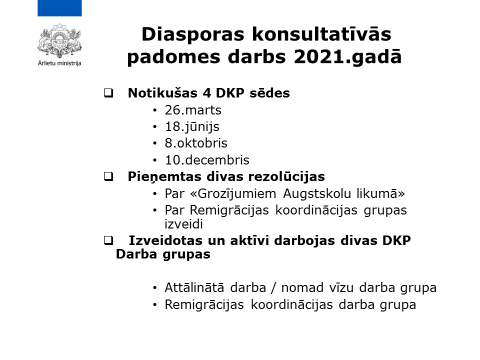 Diasporas konsultatīvās
padomes darbs 2021.gadā
Ārlietu ministrija
❑ Notikušas 4 DKP sēdes
• 26.marts
• 18.jūnijs
• 8.oktobris
• 10.decembris
❑ Pieņemtas divas rezolūcijas
• Par «Grozījumiem Augstskolu likumā»
• Par Remigrācijas koordinācijas grupas
izveidi
❑ Izveidotas un aktīvi darbojas divas DKP
Darba grupas
• Attālinātā darba / nomad vīzu darba grupa
• Remigrācijas koordinācijas darba grupa